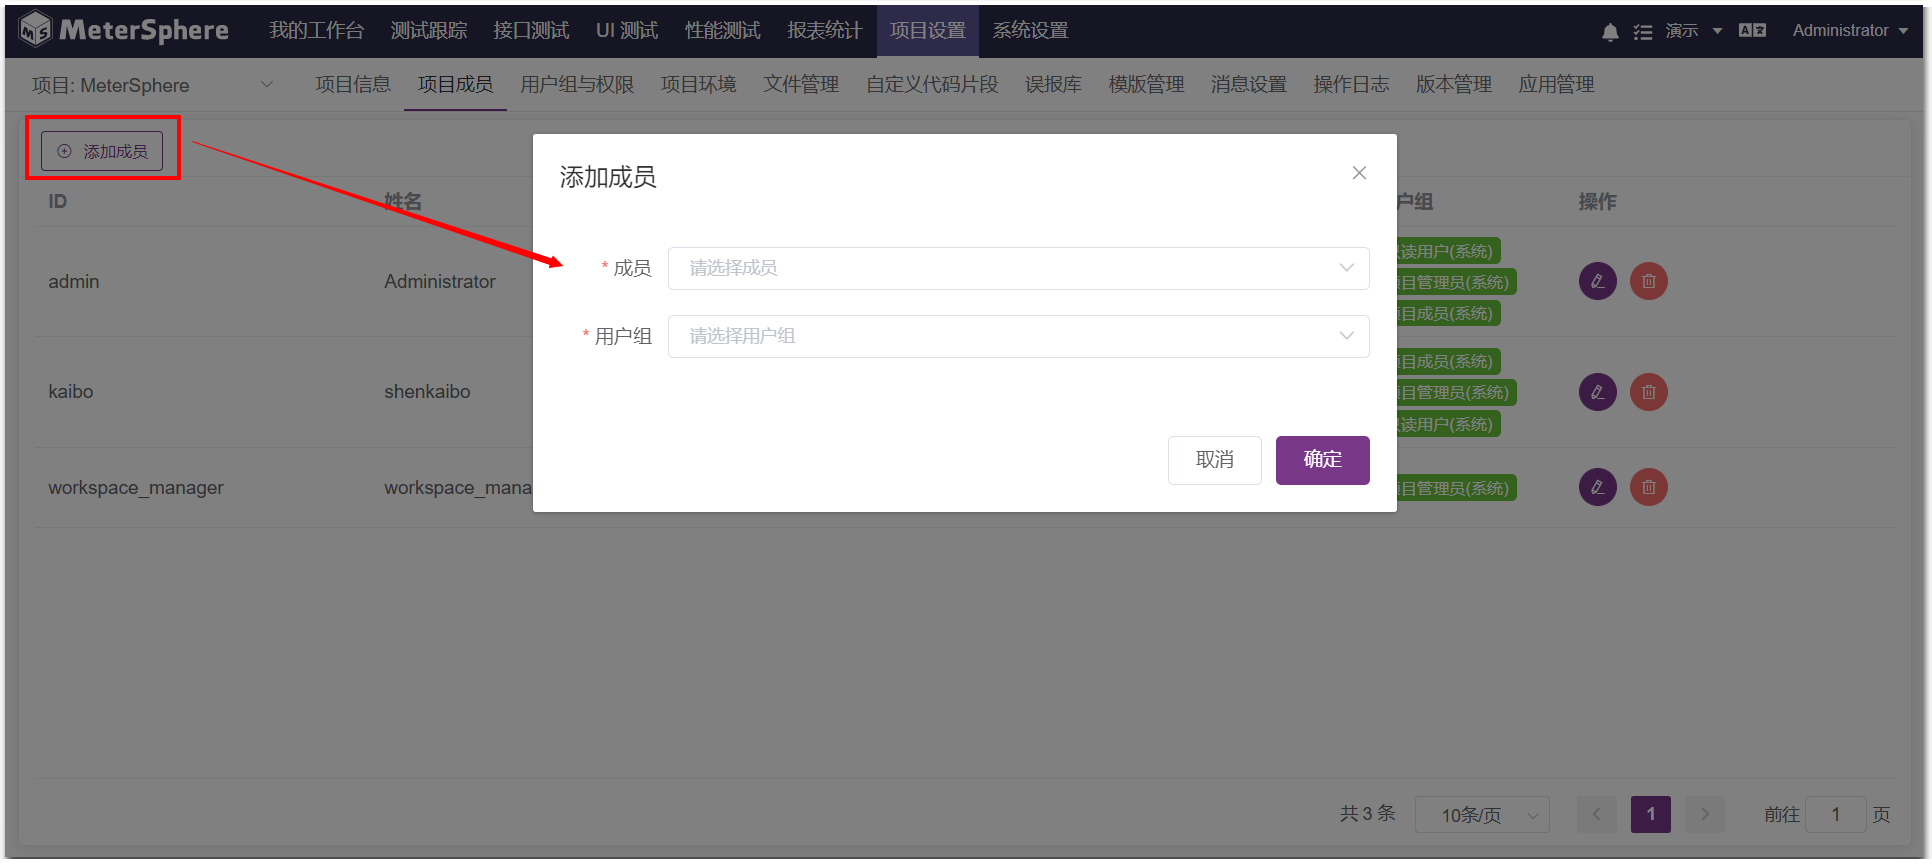 MeterSphere 我的工作台 测试跟踪 接口测试 UI 测试 性能测试 报表统计 项目设置 系统设置 演示 Administrator
项目: MeterSphere 项目信息 项目成员 用户组与权限 项目环境 文件管理 自定义代码片段 误报库 模版管理 消息设置 操作日志 版本管理 应用管理
添加成员
添加成员
ID 姓名 户组 操作
* 成员 请选择成员
* 用户组 请选择用户组
取消 确定
admin Administrator
读用户(系统)
目管理员(系统)
目成员(系统)
kaibo shenkaibo
目成员(系统)
目管理员(系统)
读用户(系统)
workspace_manager workspace_mana
目管理员(系统)
共 3 条 10条/页 1 前往 1 页